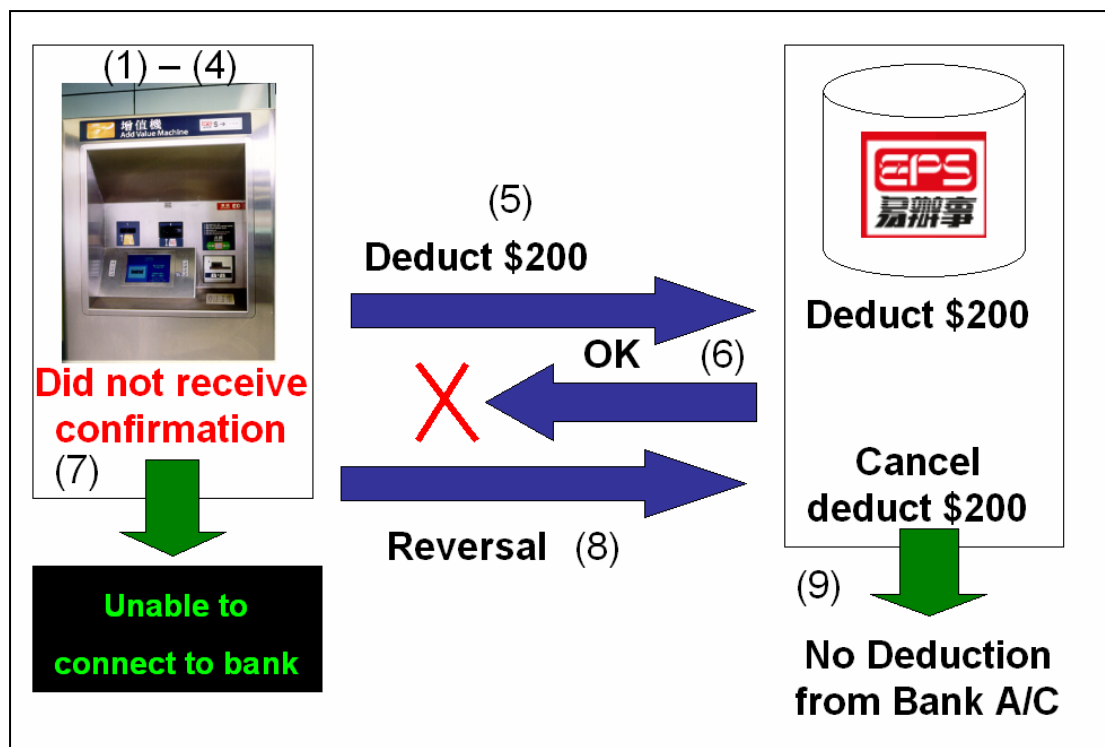 (1) – (4)
增值機
Add Value Machine
EPS
易辦事
(5)
Deduct $200
Deduct $200
OK
(6)
Did not receive
confirmation
(7)
Cancel
deduct $200
Reversal
(8)
(9)
Unable to
connect to bank
No Deduction
from Bank A/C